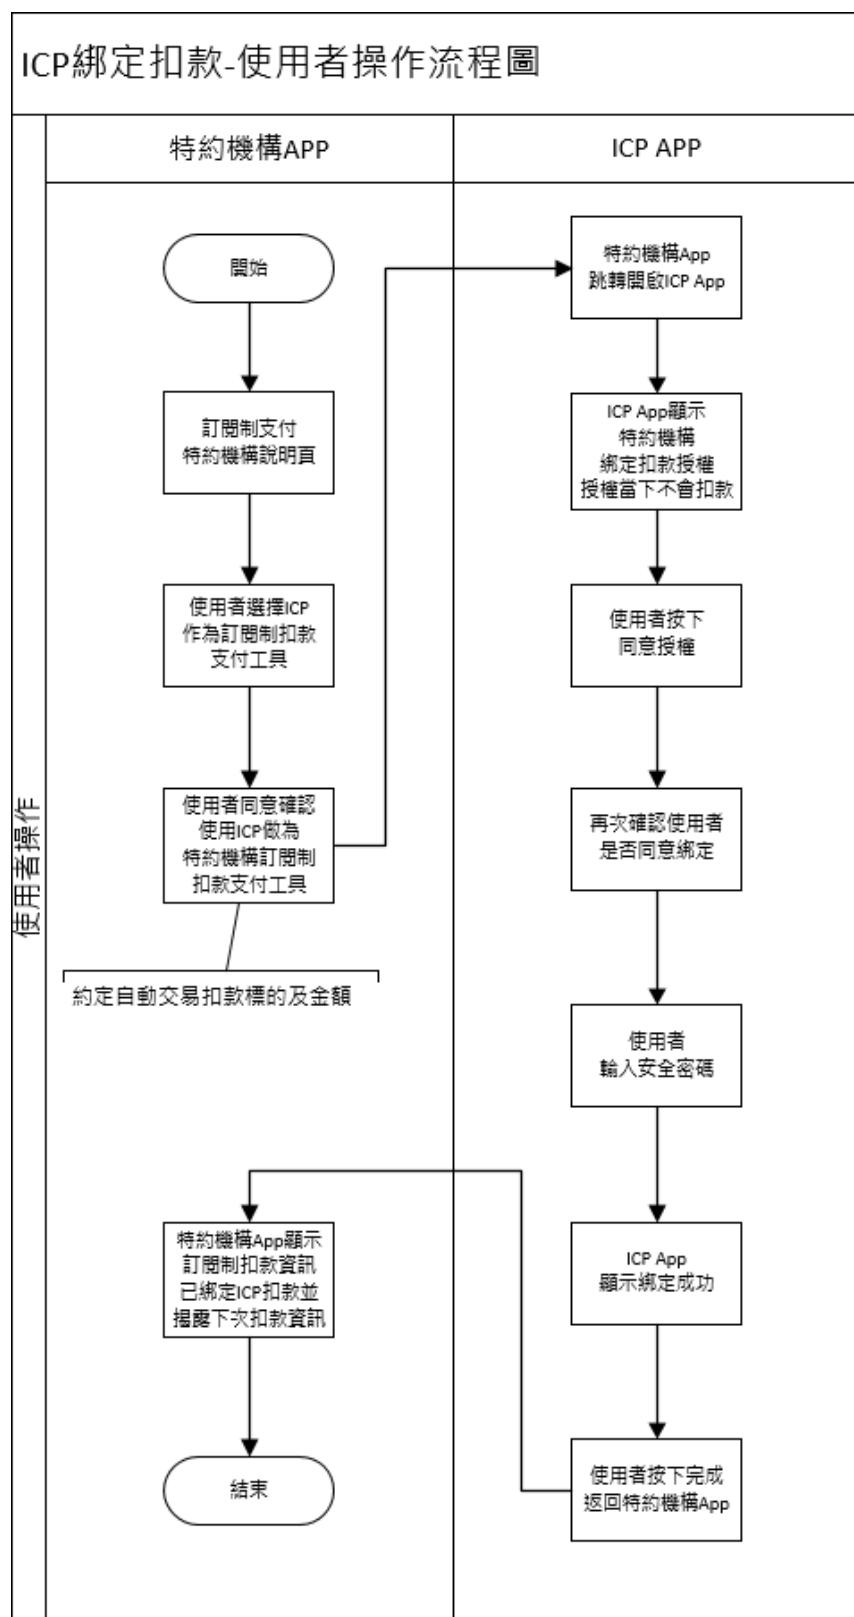 ICP綁定扣款-使用者操作流程圖
特約機構APP
ICP APP
使用者操作
開始
訂閱制支付
特約機構說明頁
使用者選擇ICP
作為訂閱制扣款
支付工具
使用者同意確認
使用ICP做為
特約機構訂閱制
扣款支付工具
約定自動交易扣款標的及金額
特約機構App
跳轉開啟ICP App
ICP App顯示
特約機構
綁定扣款授權
授權當下不會扣款
使用者按下
同意授權
再次確認使用者
是否同意綁定
使用者
輸入安全密碼
ICP App
顯示綁定成功
使用者按下完成
返回特約機構App
特約機構App顯示
訂閱制扣款資訊
已綁定ICP扣款並
揭露下次扣款資訊
結束